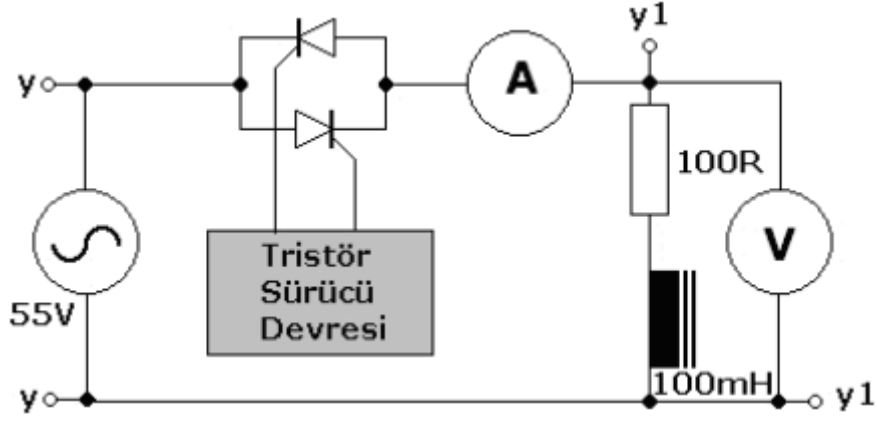 y1
y
A
100R
V
Tristör
Sürücü
Devresi
55V
100mH
y
y1